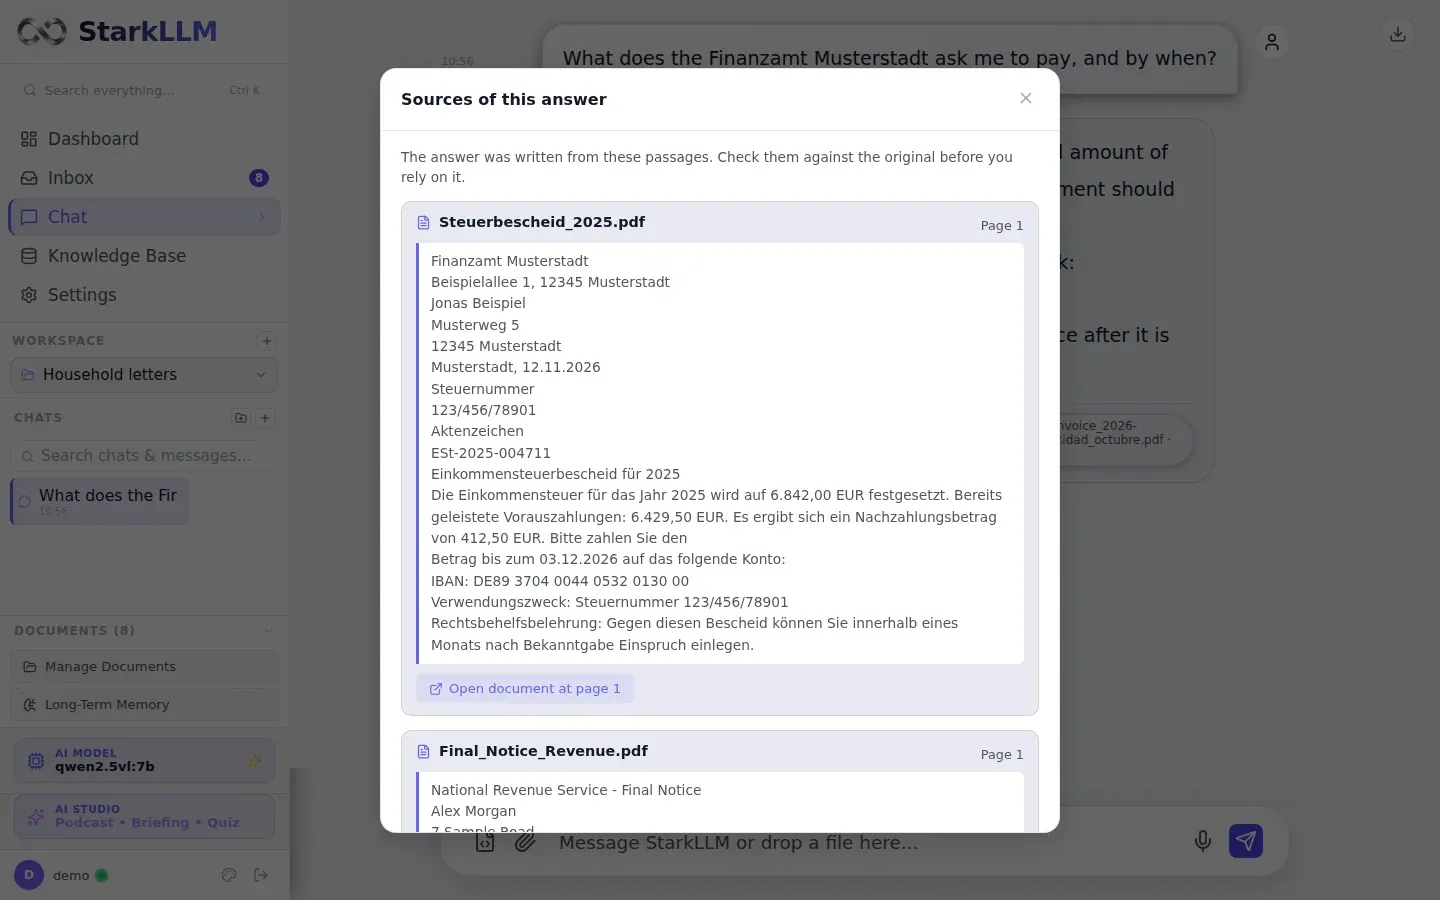 StarkLLM
Search everything...
Ctrl K
Dashboard
Inbox
8
Chat
Knowledge Base
Settings
WORKSPACE
Household letters
CHATS
Search chats & messages...
What does the Fir
10:56
DOCUMENTS (8)
Manage Documents
Long-Term Memory
AI MODEL
qwen2.5vl:7b
AI STUDIO
Podcast • Briefing • Quiz
D
demo
10:56
What does the Finanzamt Musterstadt ask me to pay, and by when?
Sources of this answer
The answer was written from these passages. Check them against the original before you
rely on it.
Steuerbescheid_2025.pdf
Page 1
Finanzamt Musterstadt
Beispielallee 1, 12345 Musterstadt
Jonas Beispiel
Musterweg 5
12345 Musterstadt
Musterstadt, 12.11.2026
Steuernummer
123/456/78901
Aktenzeichen
ESt-2025-004711
Einkommensteuerbescheid für 2025
Die Einkommensteuer für das Jahr 2025 wird auf 6.842,00 EUR festgesetzt. Bereits
geleistete Vorauszahlungen: 6.429,50 EUR. Es ergibt sich ein Nachzahlungsbetrag
von 412,50 EUR. Bitte zahlen Sie den
Betrag bis zum 03.12.2026 auf das folgende Konto:
IBAN: DE89 3704 0044 0532 0130 00
Verwendungszweck: Steuernummer 123/456/78901
Rechtsbehelfsbelehrung: Gegen diesen Bescheid können Sie innerhalb eines
Monats nach Bekanntgabe Einspruch einlegen.
Open document at page 1
Final_Notice_Revenue.pdf
Page 1
National Revenue Service - Final Notice
Alex Morgan
7 Sample Road
amount of
should
k:
after it is
nvoice_2026-
idad_octubre.pdf ·
Message StarkLLM or drop a file here...